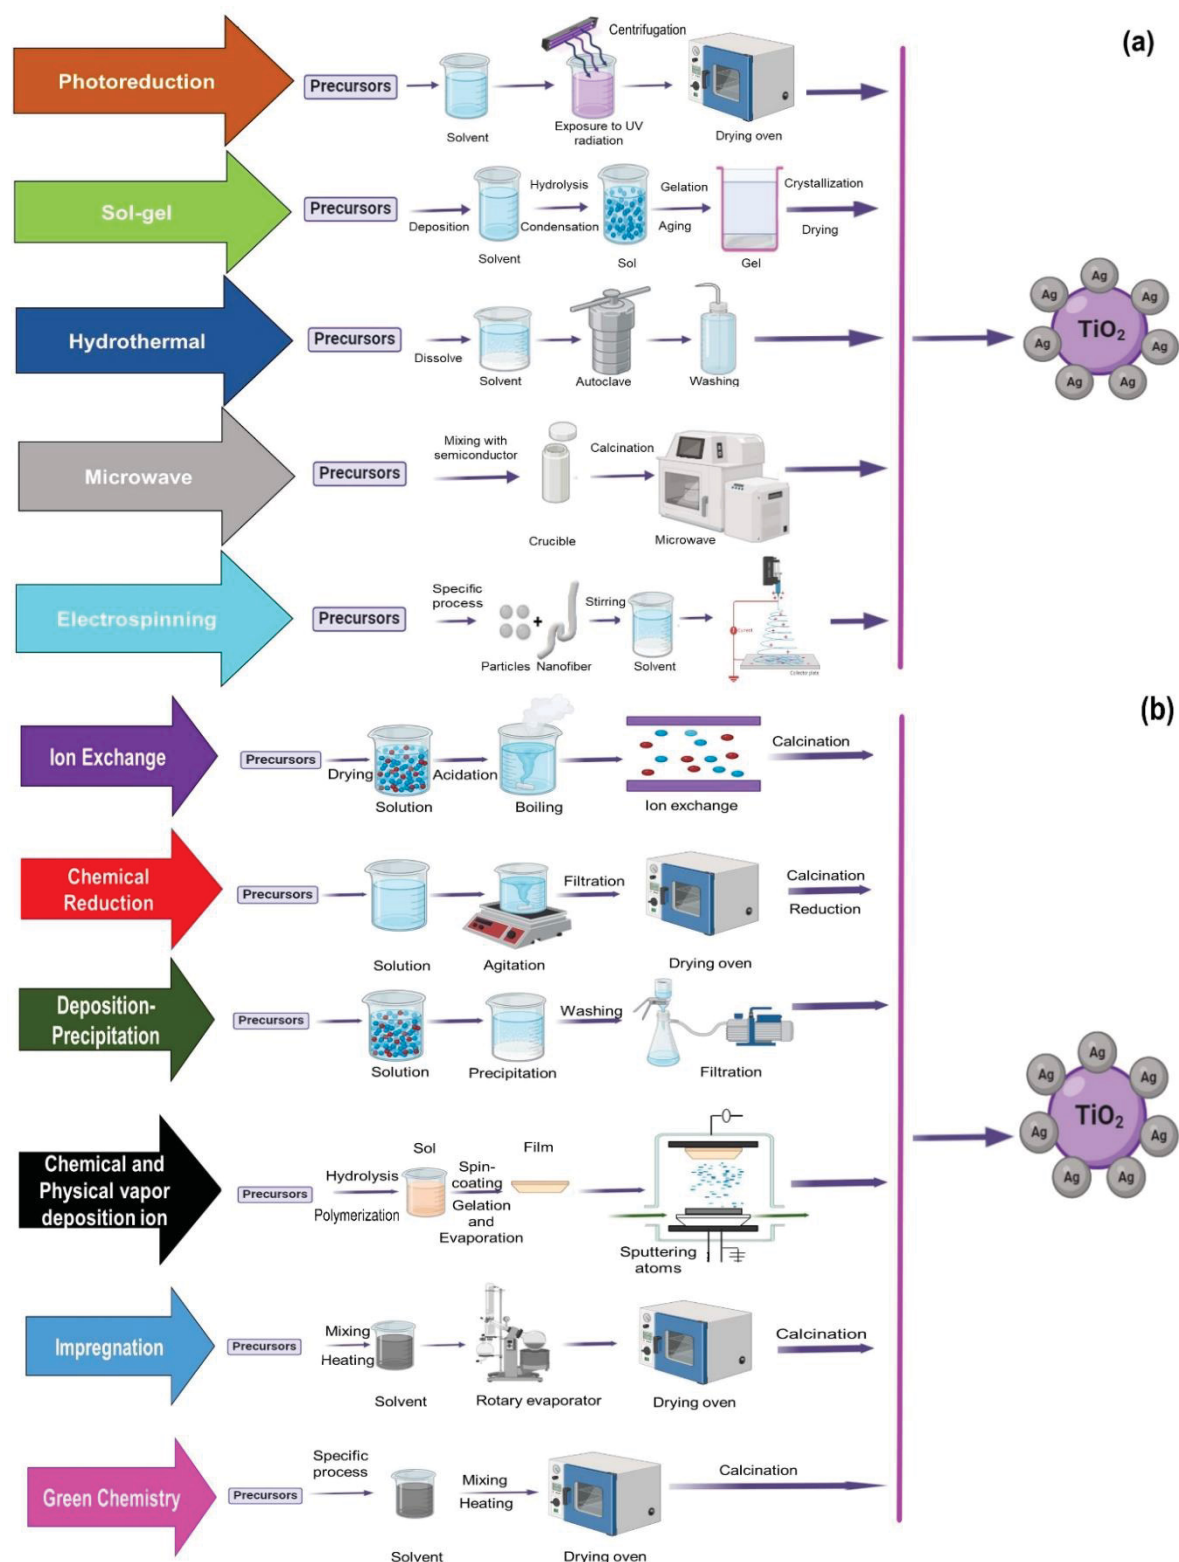 (a)
Centrifugation
Photoreduction
Precursors
Solvent
Exposure to UV
radiation
Drying oven
Sol-gel
Precursors
Deposition
Solvent
Hydrolysis
Condensation
Sol
Gelation
Aging
Gel
Crystallization
Drying
Hydrothermal
Precursors
Dissolve
Solvent
Autoclave
Washing
Ag
Ag
Ag
Ag
Ag
Ag
Ag
TiO2
Microwave
Precursors
Mixing with
semiconductor
Crucible
Calcination
Microwave
Electrospinning
Precursors
Specific
process
+
Particles
Nanofiber
Stirring
Solvent
Current
Collector plate
(b)
Ion Exchange
Precursors
Drying
Solution
Acidation
Boiling
Ion exchange
Calcination
Chemical
Reduction
Precursors
Solution
Agitation
Filtration
Drying oven
Calcination
Reduction
Deposition-
Precipitation
Precursors
Solution
Precipitation
Washing
Filtration
Ag
Ag
Ag
Ag
Ag
Ag
Ag
TiO2
Chemical and
Physical vapor
deposition ion
Precursors
Hydrolysis
Polymerization
Sol
Spin-
coating
Gelation and
Evaporation
Film
Sputtering
atoms
Impregnation
Precursors
Mixing
Heating
Solvent
Rotary evaporator
Drying oven
Calcination
Green Chemistry
Precursors
Specific
process
Solvent
Mixing
Heating
Drying oven
Calcination